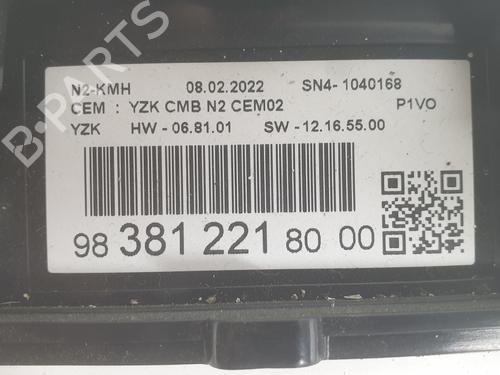 N2-KMH 08.02.2022 SN4- 1040168
CEM : YZK CMB N2 CEM02 P1VO
YZK HW - 06.81.01 SW - 12.16.55.00
98 381 221 80 00